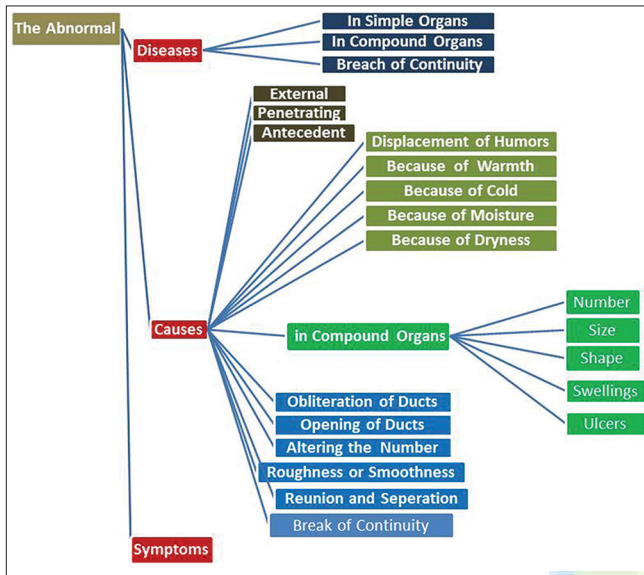 The Abnormal
Diseases
In Simple Organs
In Compound Organs
Breach of Continuity
External
Penetrating
Antecedent
Displacement of Humors
Because of Warmth
Because of Cold
Because of Moisture
Because of Dryness
Causes
in Compound Organs
Number
Size
Shape
Swellings
Ulcers
Obliteration of Ducts
Opening of Ducts
Altering the Number
Roughness or Smoothness
Reunion and Seperation
Break of Continuity
Symptoms